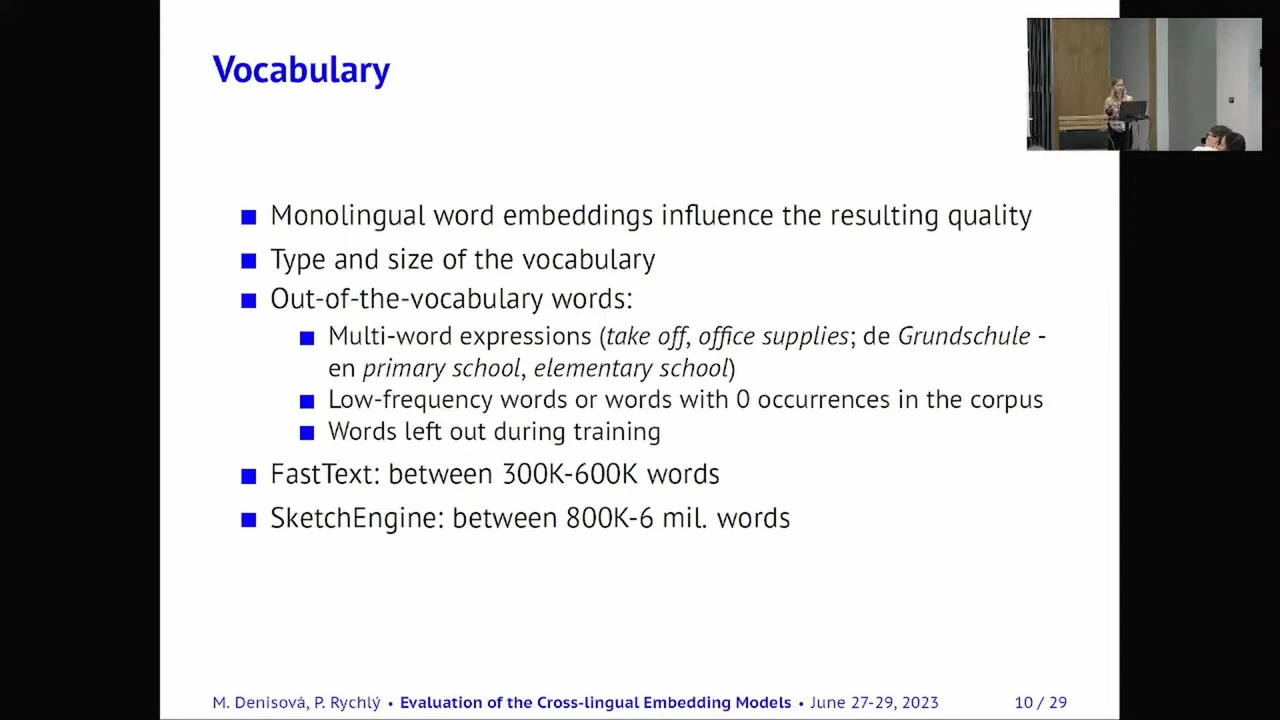 Vocabulary
Monolingual word embeddings influence the resulting quality
Type and size of the vocabulary
Out-of-the-vocabulary words:
Multi-word expressions (take off, office supplies; de Grundschule -
en primary school, elementary school)
Low-frequency words or words with 0 occurrences in the corpus
Words left out during training
FastText: between 300K-600K words
SketchEngine: between 800K-6 mil. words
M. Denisová, P. Rychlý • Evaluation of the Cross-lingual Embedding Models • June 27-29, 2023 10 / 29